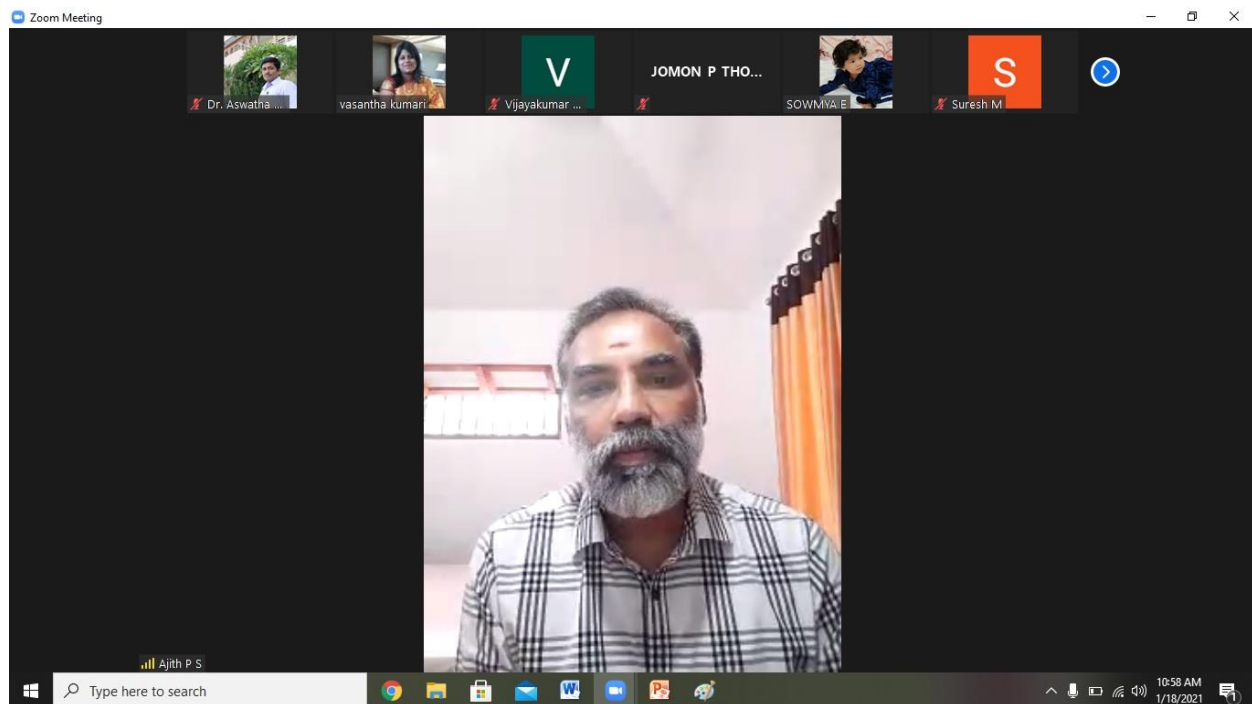 Zoom Meeting
Dr. Aswatha ...
vasantha kumari
V
Vijayakumar ...
JOMON P THO...
SOWMYA E
S
Suresh M
Ajith P S
Type here to search
W
P
10:58 AM
1/18/2021
1